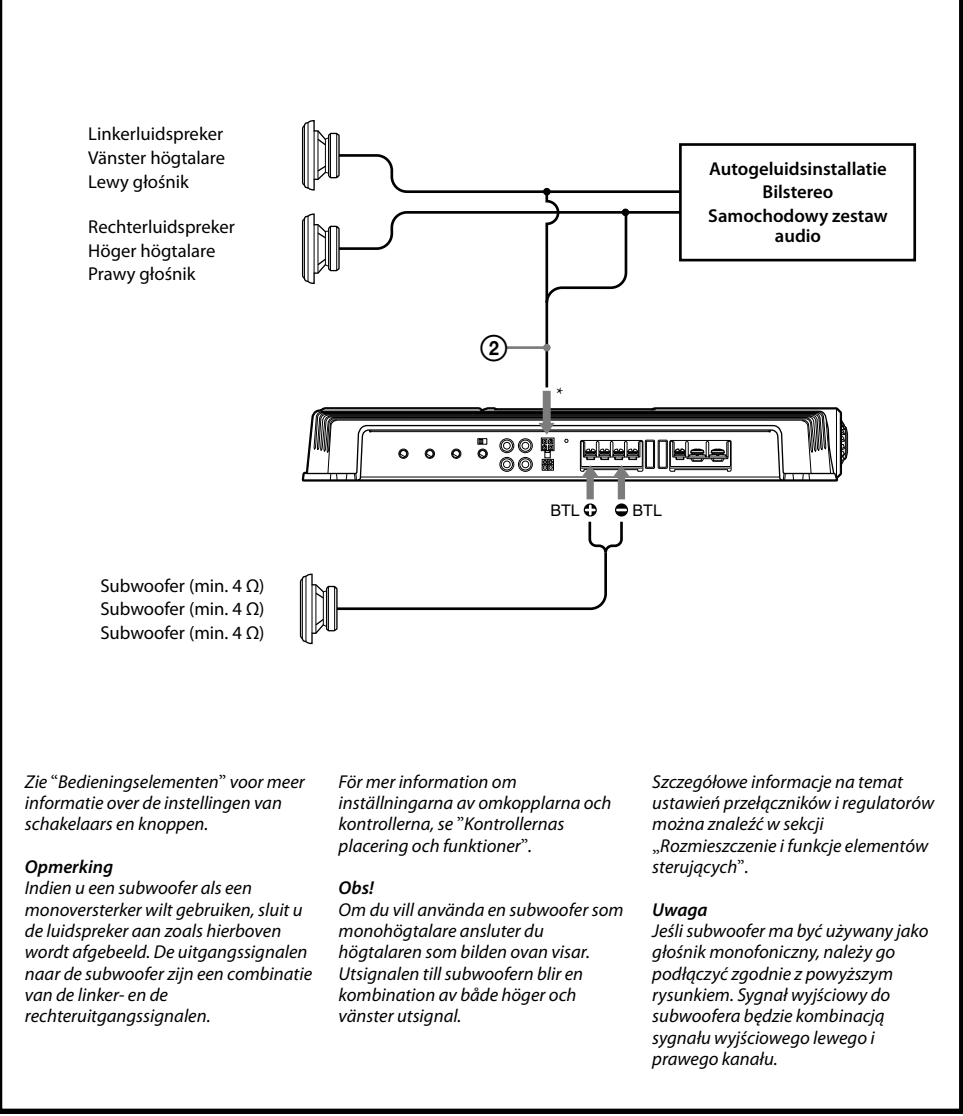 Linkerluidspreker
Vänster högtalare
Lewy głośnik
Rechterluidspreker
Höger högtalare
Prawy głośnik
Autogeluidsinstallatie
Bilstereo
Samochodowy zestaw
audio
2
*
BTL + − BTL
Subwoofer (min. 4 Ω)
Subwoofer (min. 4 Ω)
Subwoofer (min. 4 Ω)
Zie "Bedieningselementen" voor meer
informatie over de instellingen van
schakelaars en knoppen.
Opmerking
Indien u een subwoofer als een
monoversterker wilt gebruiken, sluit u
de luidspreker aan zoals hierboven
wordt afgebeeld. De uitgangssignalen
naar de subwoofer zijn een combinatie
van de linker- en de
rechteruitgangssignalen.
För mer information om
inställningarna av omkopplarna och
kontrollerna, se ”Kontrollernas
placering och funktioner”.
Obs!
Om du vill använda en subwoofer som
monohögtalare ansluter du
högtalaren som bilden ovan visar.
Utsignalen till subwoofern blir en
kombination av både höger och
vänster utsignal.
Szczegółowe informacje na temat
ustawień przełączników i regulatorów
można znaleźć w sekcji
„Rozmieszczenie i funkcje elementów
sterujących”.
Uwaga
Jeśli subwoofer ma być używany jako
głośnik monofoniczny, należy go
podłączyć zgodnie z powyższym
rysunkiem. Sygnał wyjściowy do
subwoofera będzie kombinacją
sygnału wyjściowego lewego i
prawego kanału.